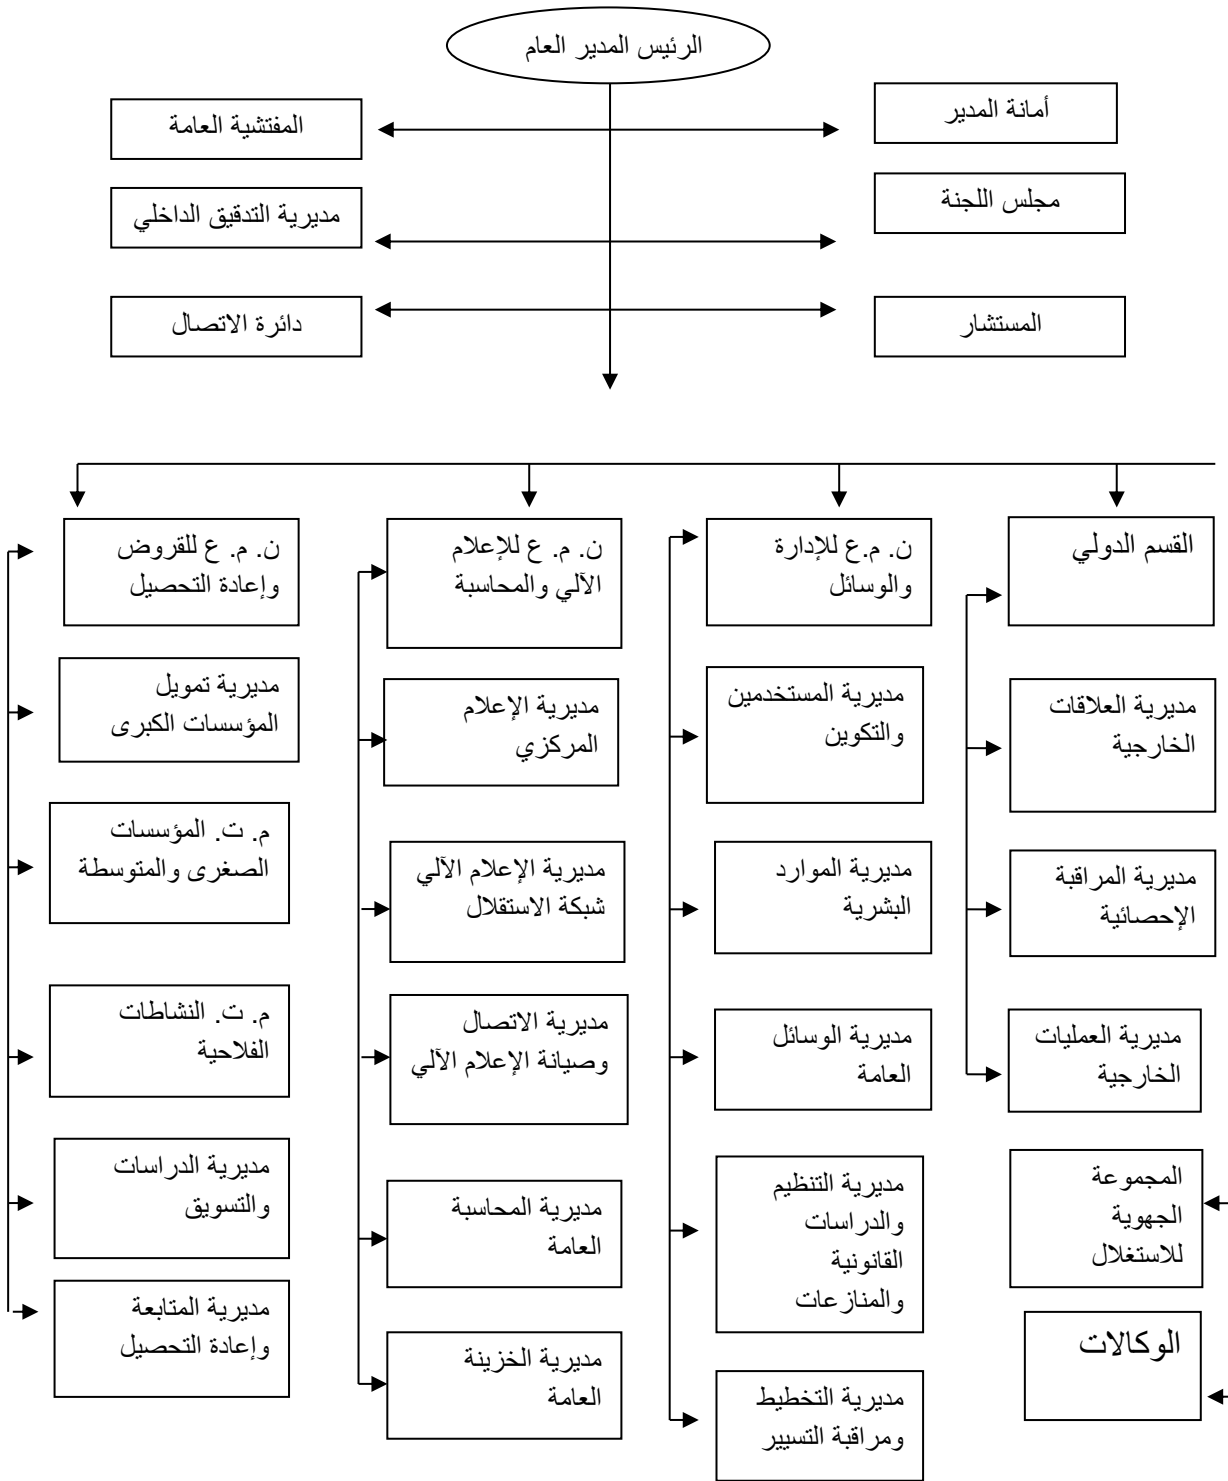 الرئيس المدير العام
أمانة المدير
المفتشية العامة
مجلس اللجنة
مديرية التدقيق الداخلي
المستشار
دائرة الاتصال
القسم الدولي
مديرية العلاقات
الخارجية
مديرية المراقبة
الإحصائية
مديرية العمليات
الخارجية
المجموعة
الجهوية
للاستغلال
الوكالات
ن. م.ع للإدارة
والوسائل
مديرية المستخدمين
والتكوين
مديرية الموارد
البشرية
مديرية الوسائل
العامة
مديرية التنظيم
والدراسات
القانونية
والمنازعات
مديرية التخطيط
ومراقبة التسيير
ن. م. ع للإعلام
الآلي والمحاسبة
مديرية الإعلام
المركزي
مديرية الإعلام الآلي
شبكة الاستقلال
مديرية الاتصال
وصيانة الإعلام الآلي
مديرية المحاسبة
العامة
مديرية الخزينة
العامة
ن. م. ع للقروض
وإعادة التحصيل
مديرية تمويل
المؤسسات الكبرى
م. ت. المؤسسات
الصغرى والمتوسطة
م. ت. النشاطات
الفلاحية
مديرية الدراسات
والتسويق
مديرية المتابعة
وإعادة التحصيل